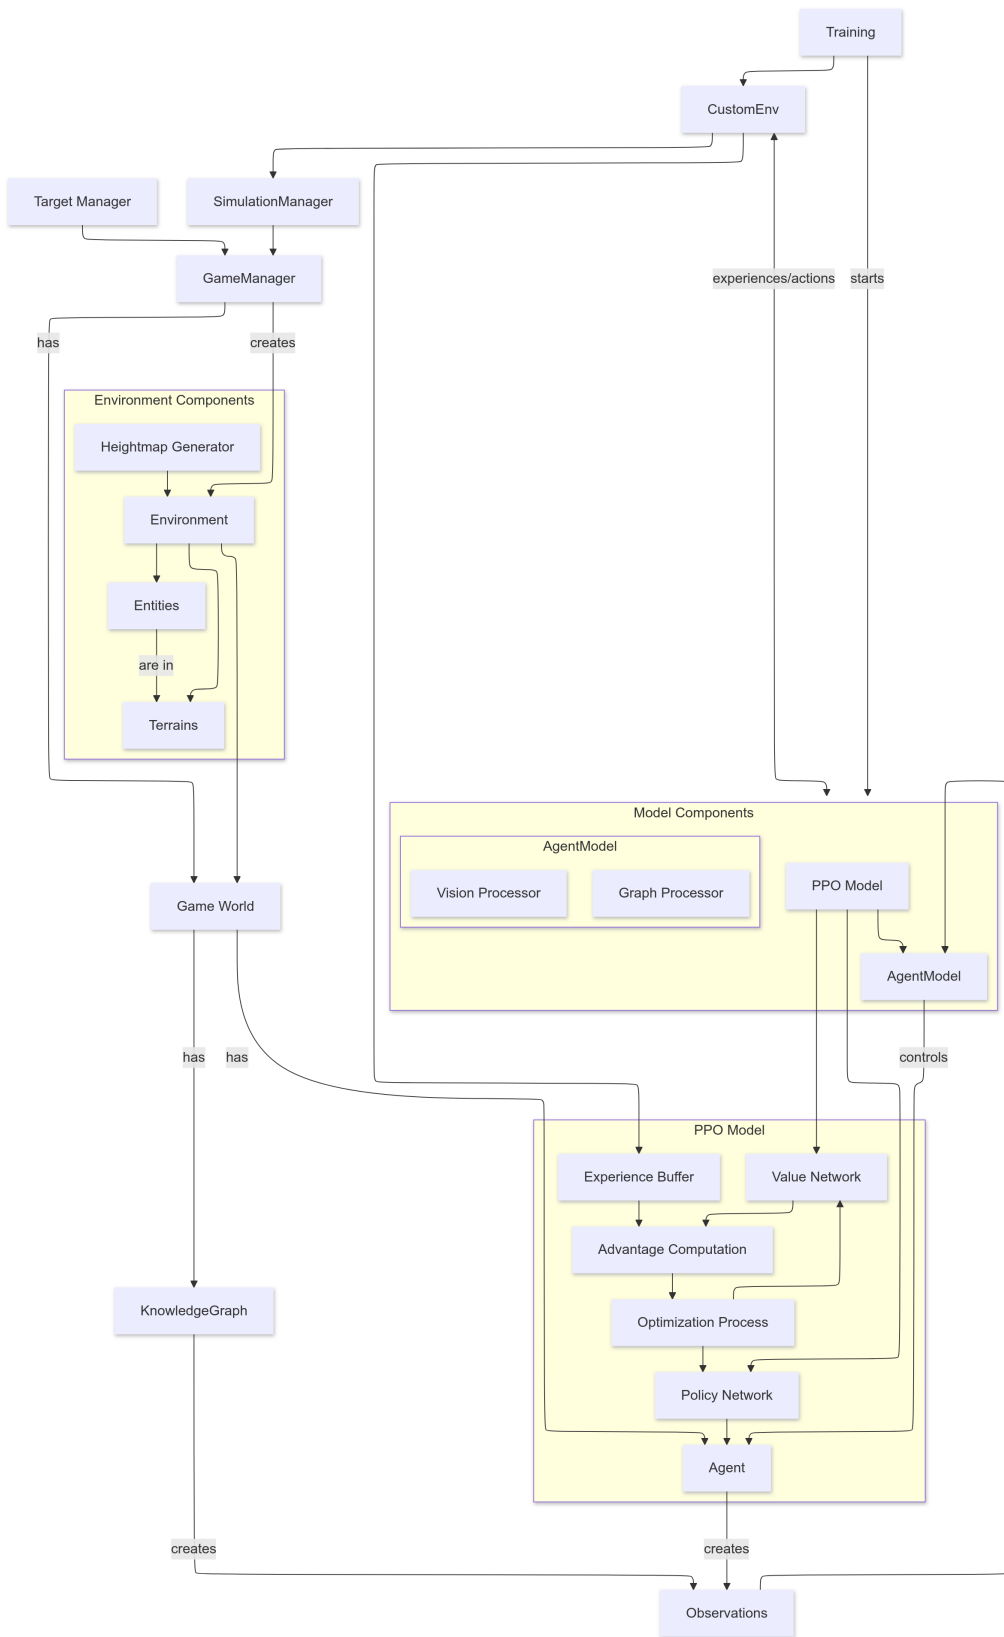 Training
CustomEnv
Target Manager
SimulationManager
GameManager
experiences/actions
starts
has
creates
Environment Components
Heightmap Generator
Environment
Entities
are in
Terrains
Model Components
AgentModel
Vision Processor
Graph Processor
PPO Model
Game World
AgentModel
has
has
controls
PPO Model
Experience Buffer
Value Network
Advantage Computation
KnowledgeGraph
Optimization Process
Policy Network
Agent
creates
creates
Observations